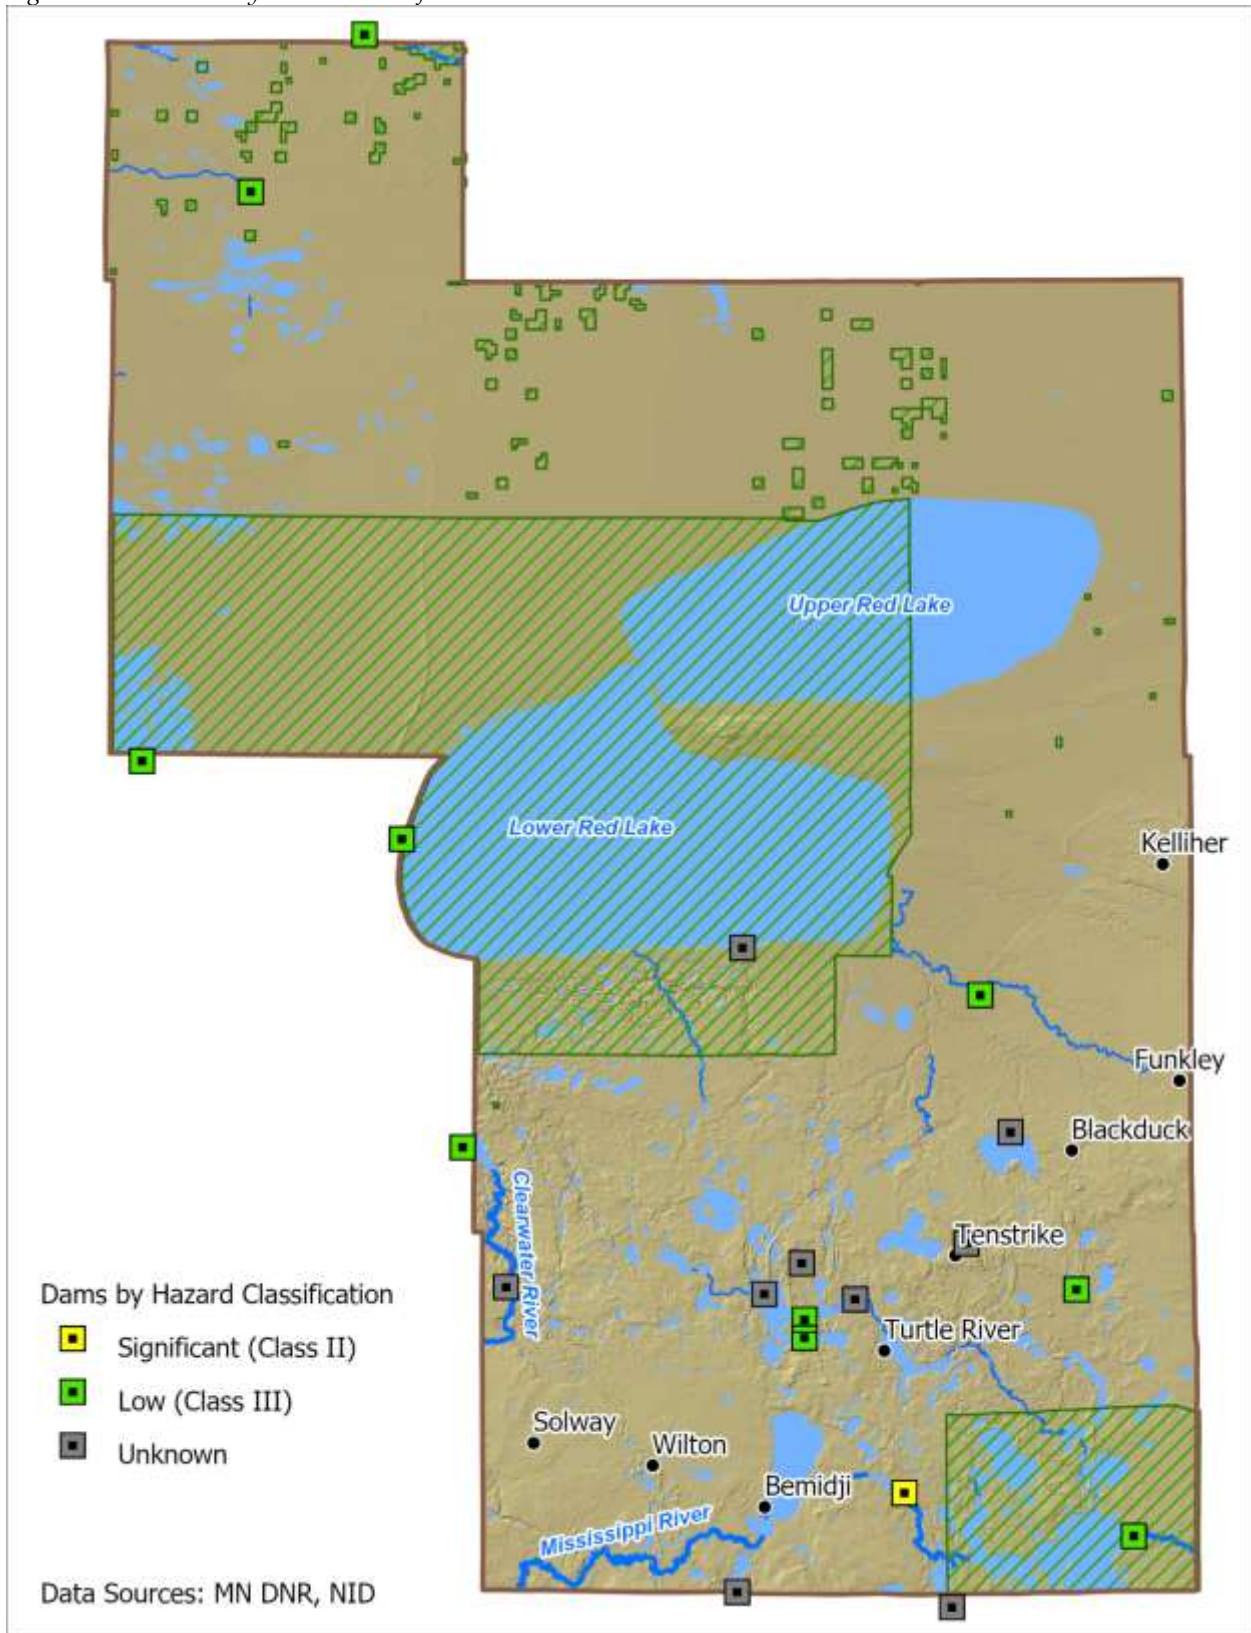 Upper Red Lake
Lower Red Lake
Kelliher
Funkley
Blackduck
Clearwater River
Tenstrike
Turtle River
Dams by Hazard Classification
Significant (Class II)
Low (Class III)
Unknown
Solway
Wilton
Bemidji
Mississippi River
Data Sources: MN DNR, NID